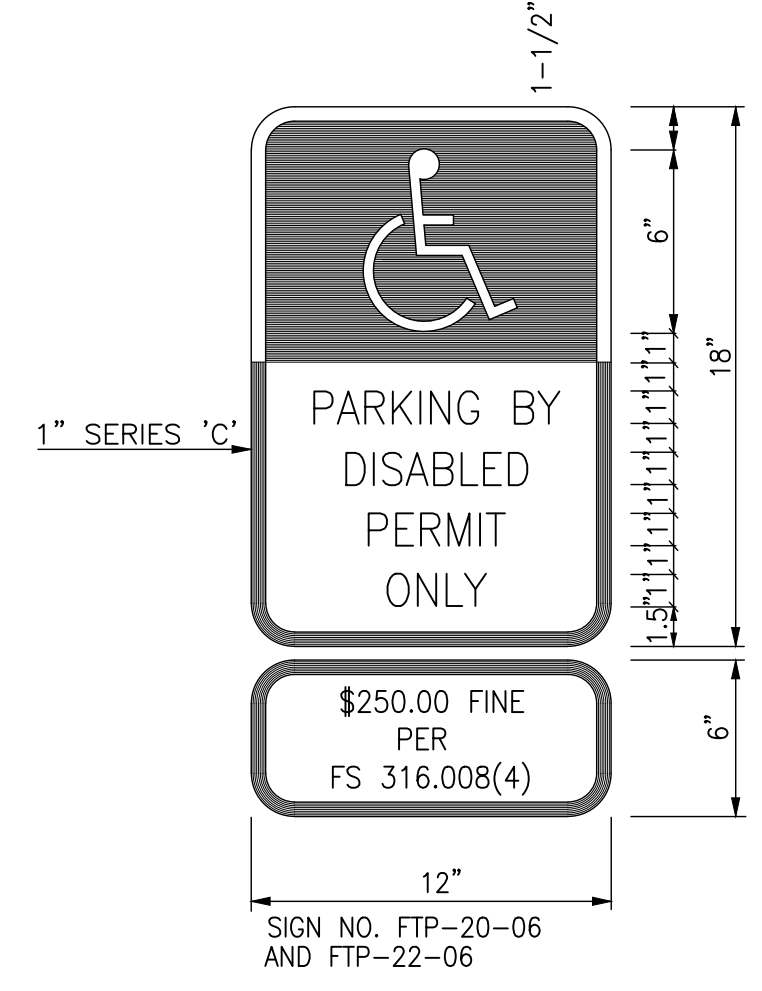 1-1/2"
6"
18"
1"
1"
1" SERIES 'C'
PARKING BY
DISABLED
PERMIT
ONLY
1"
1"
1"
1"
1"
1"
1"
1.5"
$250.00 FINE
PER
FS 316.008(4)
6"
12"
SIGN NO. FTP-20-06
AND FTP-22-06